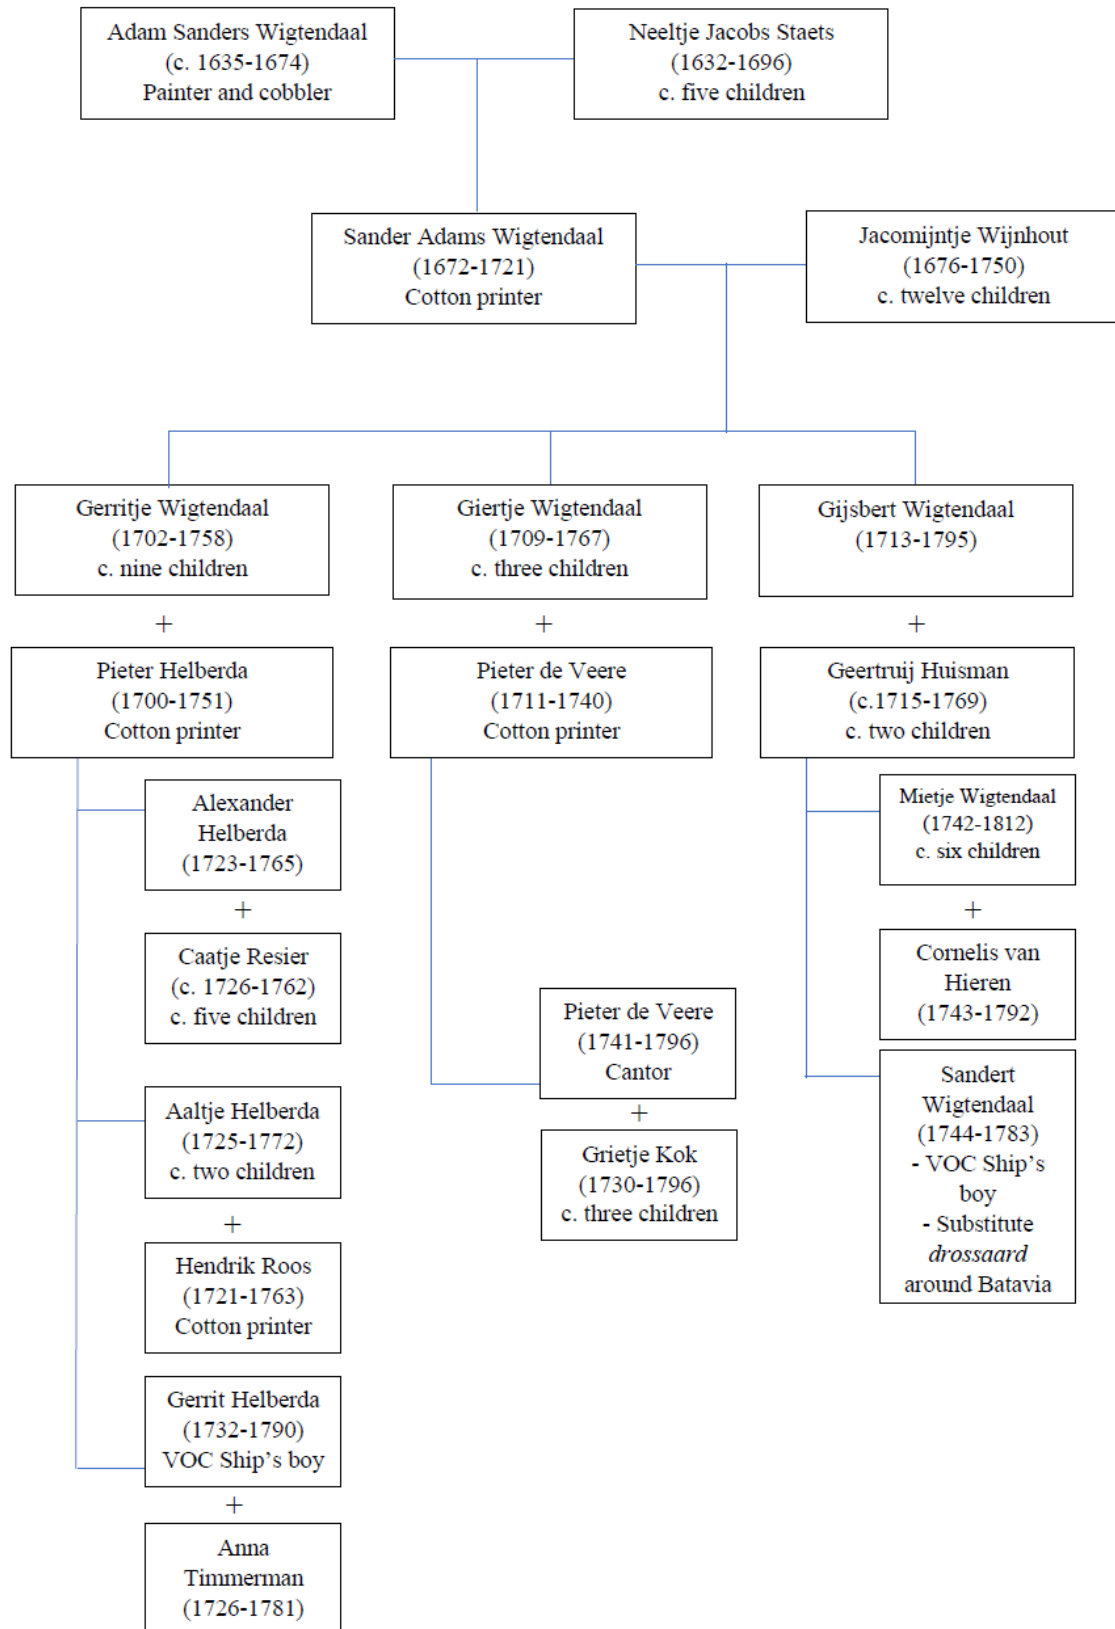 Adam Sanders Wigtendaal
(c. 1635-1674)
Painter and cobbler
Neeltje Jacobs Staets
(1632-1696)
c. five children
Sander Adams Wigtendaal
(1672-1721)
Cotton printer
Jacomijntje Wijnhout
(1676-1750)
c. twelve children
Gerritje Wigtendaal
(1702-1758)
c. nine children
+
Pieter Helberda
(1700-1751)
Cotton printer
Alexander
Helberda
(1723-1765)
+
Caatje Resier
(c. 1726-1762)
c. five children
Aaltje Helberda
(1725-1772)
c. two children
+
Hendrik Roos
(1721-1763)
Cotton printer
Gerrit Helberda
(1732-1790)
VOC Ship's boy
+
Anna
Timmerman
(1726-1781)
Giertje Wigtendaal
(1709-1767)
c. three children
+
Pieter de Veere
(1711-1740)
Cotton printer
Pieter de Veere
(1741-1796)
Cantor
+
Grietje Kok
(1730-1796)
c. three children
Gijsbert Wigtendaal
(1713-1795)
+
Geertruij Huisman
(c.1715-1769)
c. two children
Mietje Wigtendaal
(1742-1812)
c. six children
+
Cornelis van
Hieren
(1743-1792)
Sandert
Wigtendaal
(1744-1783)
- VOC Ship's
boy
- Substitute
drossaard
around Batavia